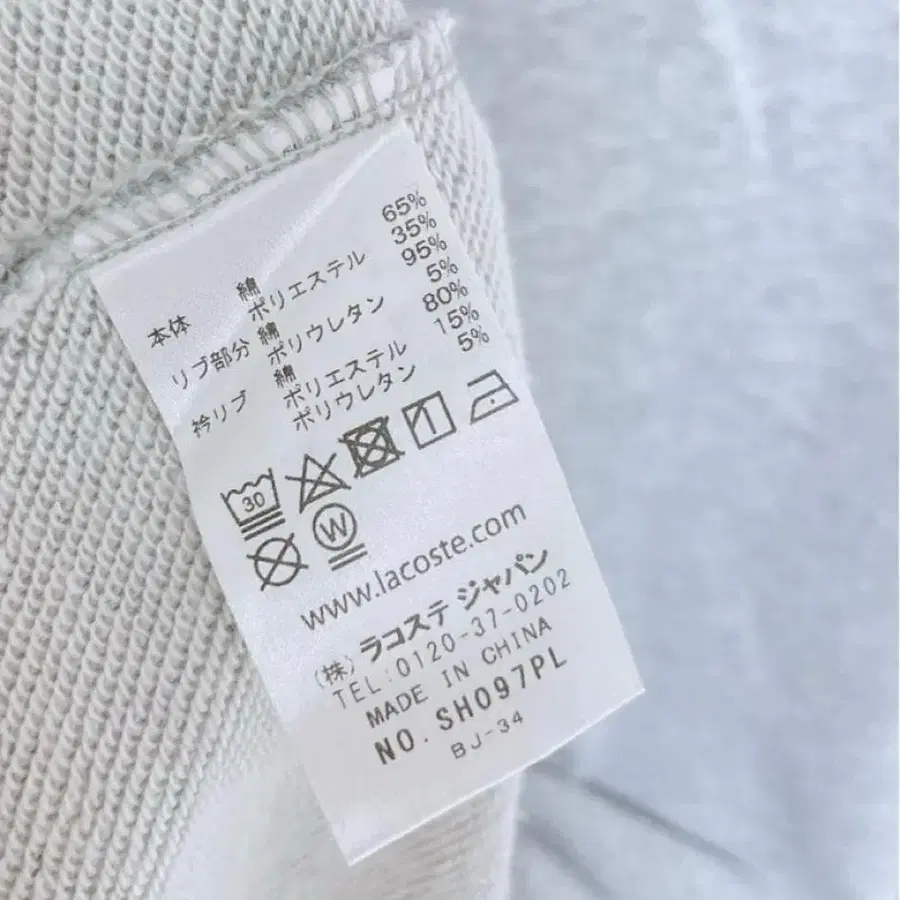 本体 綿 65%
ポリエステル 35%
リブ部分 綿 95%
ポリウレタン 5%
衿リブ 綿 80%
ポリエステル 15%
ポリウレタン 5%
30
W
www.lacoste.com
(株) ラコステ ジャパン
TEL:0120-37-0202
MADE IN CHINA
NO. SH097PL
BJ-34